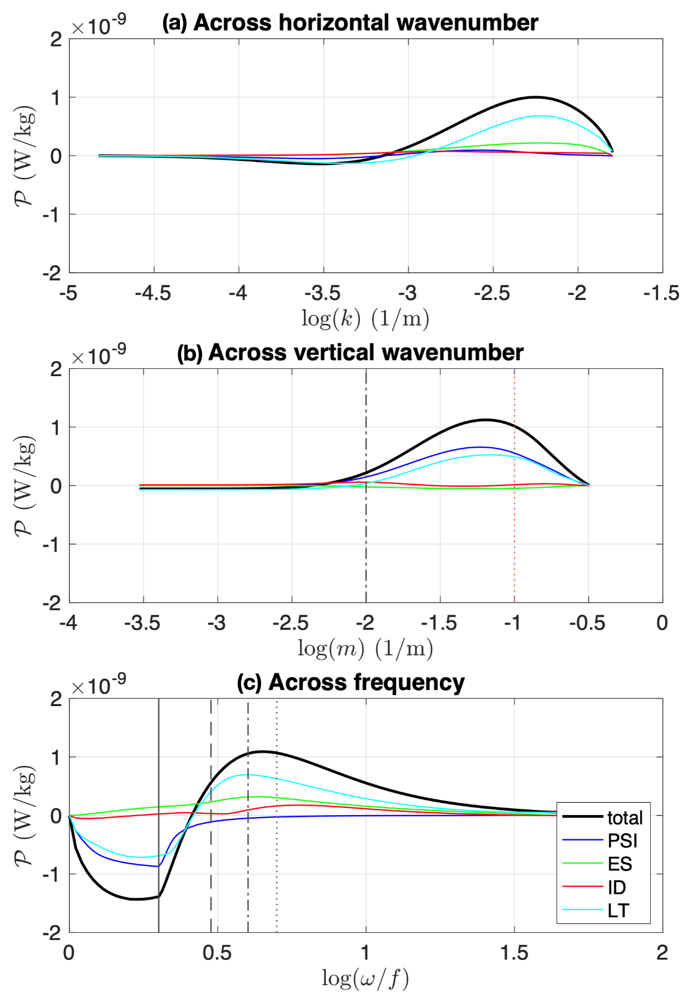 ×10⁻⁹ (a) Across horizontal wavenumber
2
1
0
-1
-2
𝒫 (W/kg)
-5 -4.5 -4 -3.5 -3 -2.5 -2 -1.5
log(k) (1/m)
×10⁻⁹ (b) Across vertical wavenumber
2
1
0
-1
-2
𝒫 (W/kg)
-4 -3.5 -3 -2.5 -2 -1.5 -1 -0.5 0
log(m) (1/m)
×10⁻⁹ (c) Across frequency
2
1
0
-1
-2
𝒫 (W/kg)
total
PSI
ES
ID
LT
0 0.5 1 1.5 2
log(ω/f)